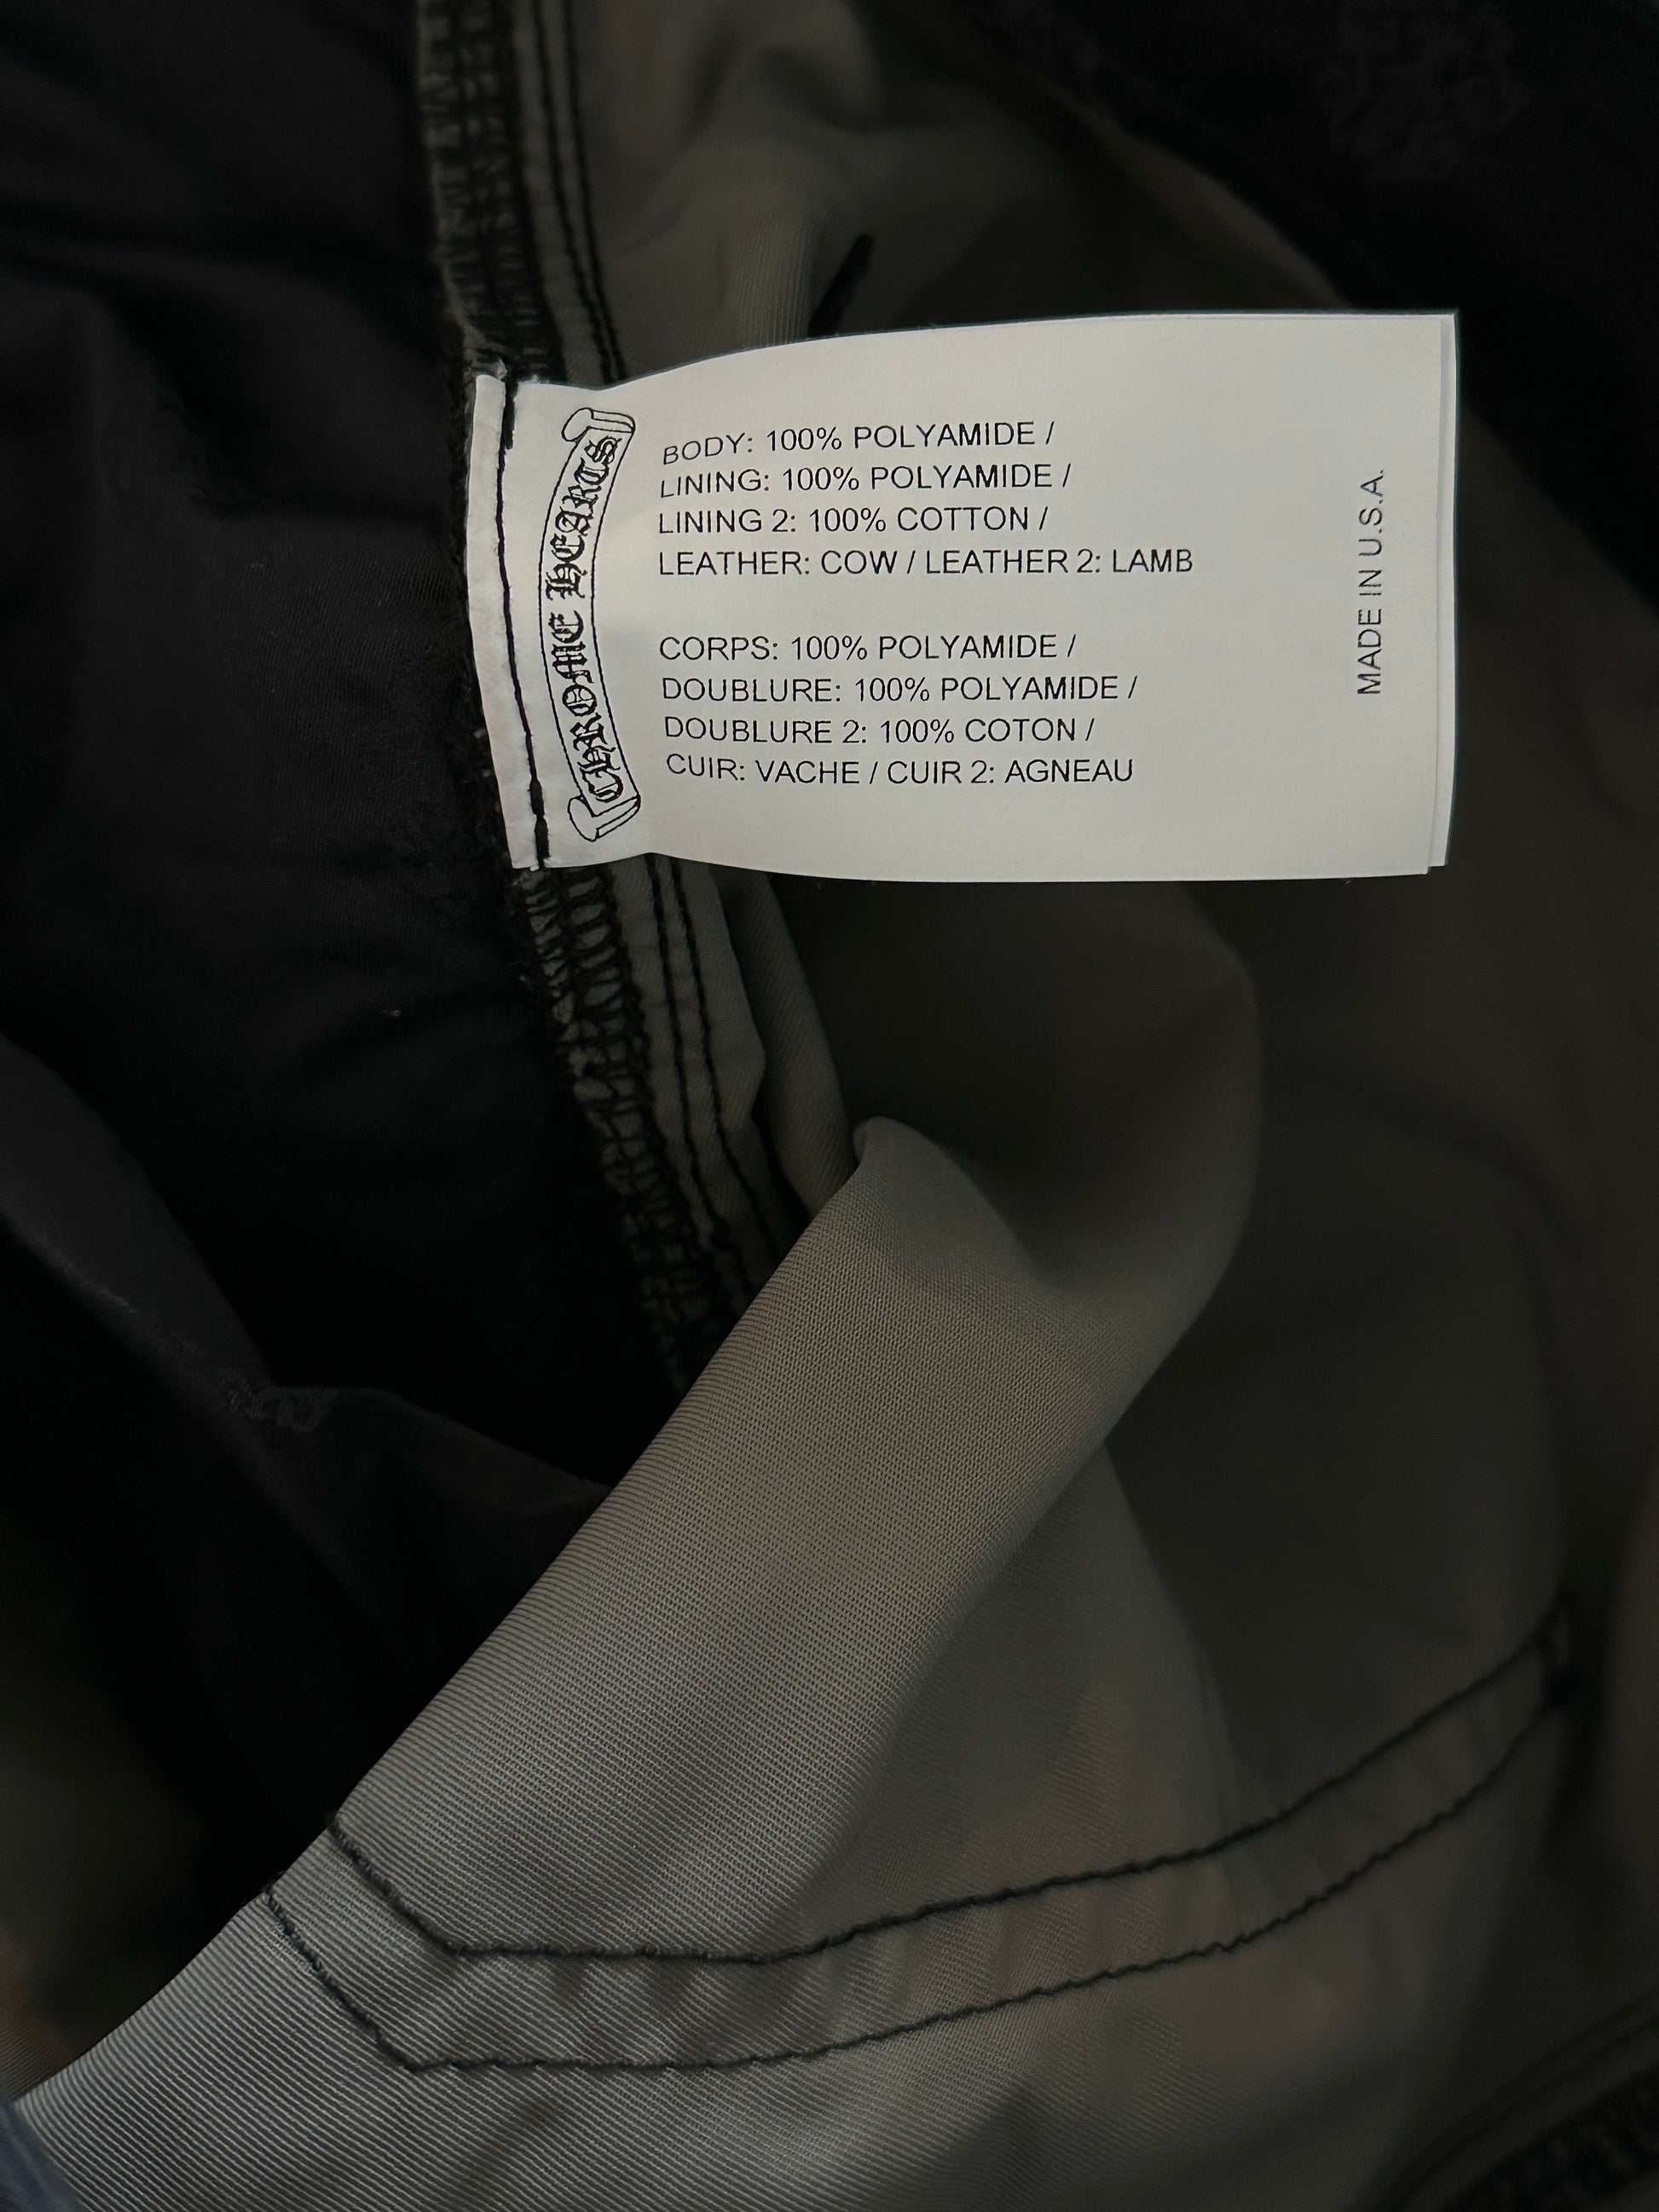 CHROME HEARTS
BODY: 100% POLYAMIDE /
LINING: 100% POLYAMIDE /
LINING 2: 100% COTTON /
LEATHER: COW / LEATHER 2: LAMB
CORPS: 100% POLYAMIDE /
DOUBLURE: 100% POLYAMIDE /
DOUBLURE 2: 100% COTON /
CUIR: VACHE / CUIR 2: AGNEAU
MADE IN U.S.A.